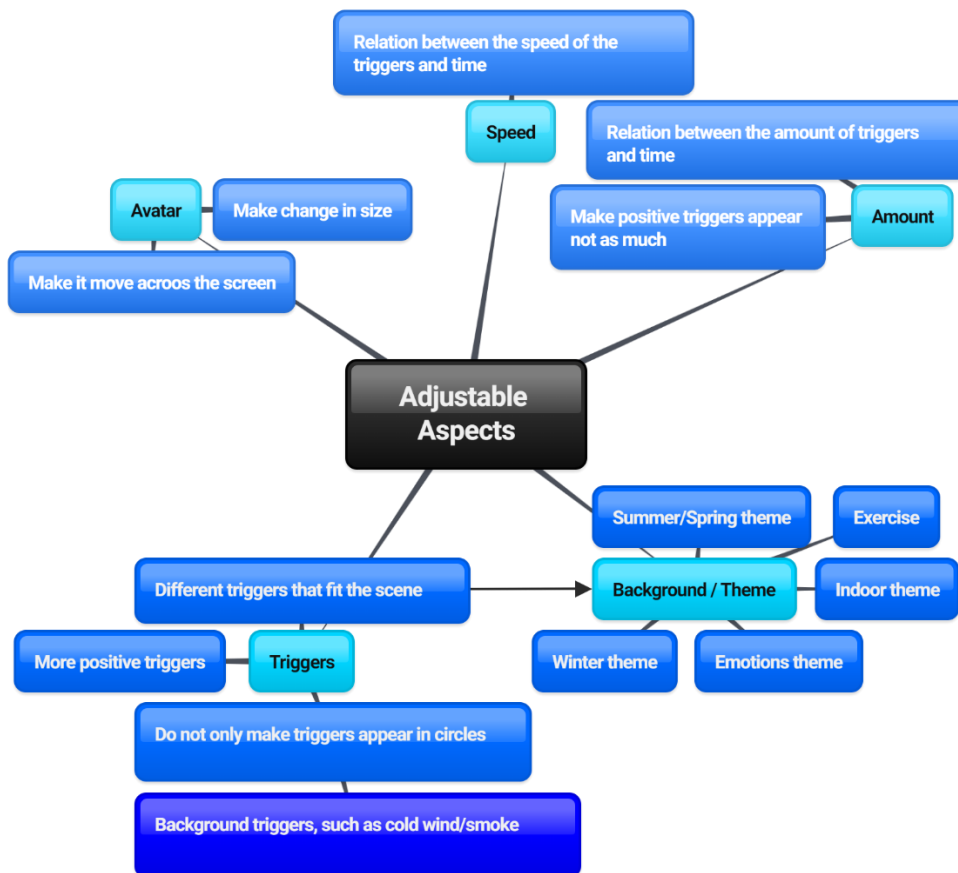 Relation between the speed of the
triggers and time
Speed
Relation between the amount of triggers
and time
Avatar
Make change in size
Make positive triggers appear
not as much
Amount
Make it move acroos the screen
Adjustable
Aspects
Summer/Spring theme
Exercise
Different triggers that fit the scene
Background / Theme
Indoor theme
More positive triggers
Triggers
Winter theme
Emotions theme
Do not only make triggers appear in circles
Background triggers, such as cold wind/smoke